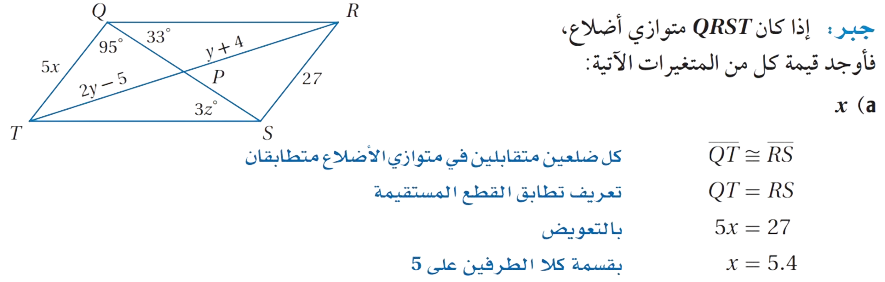 جبر: إذا كان QRST متوازي أضلاع،
فأوجد قيمة كل من المتغيرات الآتية:
Q
R
95°
33°
y + 4
5x
2y − 5
P
27
3z°
T
S
a) x
QT ≅ RS كل ضلعين متقابلين في متوازي الأضلاع متطابقان
QT = RS تعريف تطابق القطع المستقيمة
5x = 27 بالتعويض
x = 5.4 بقسمة كلا الطرفين على 5